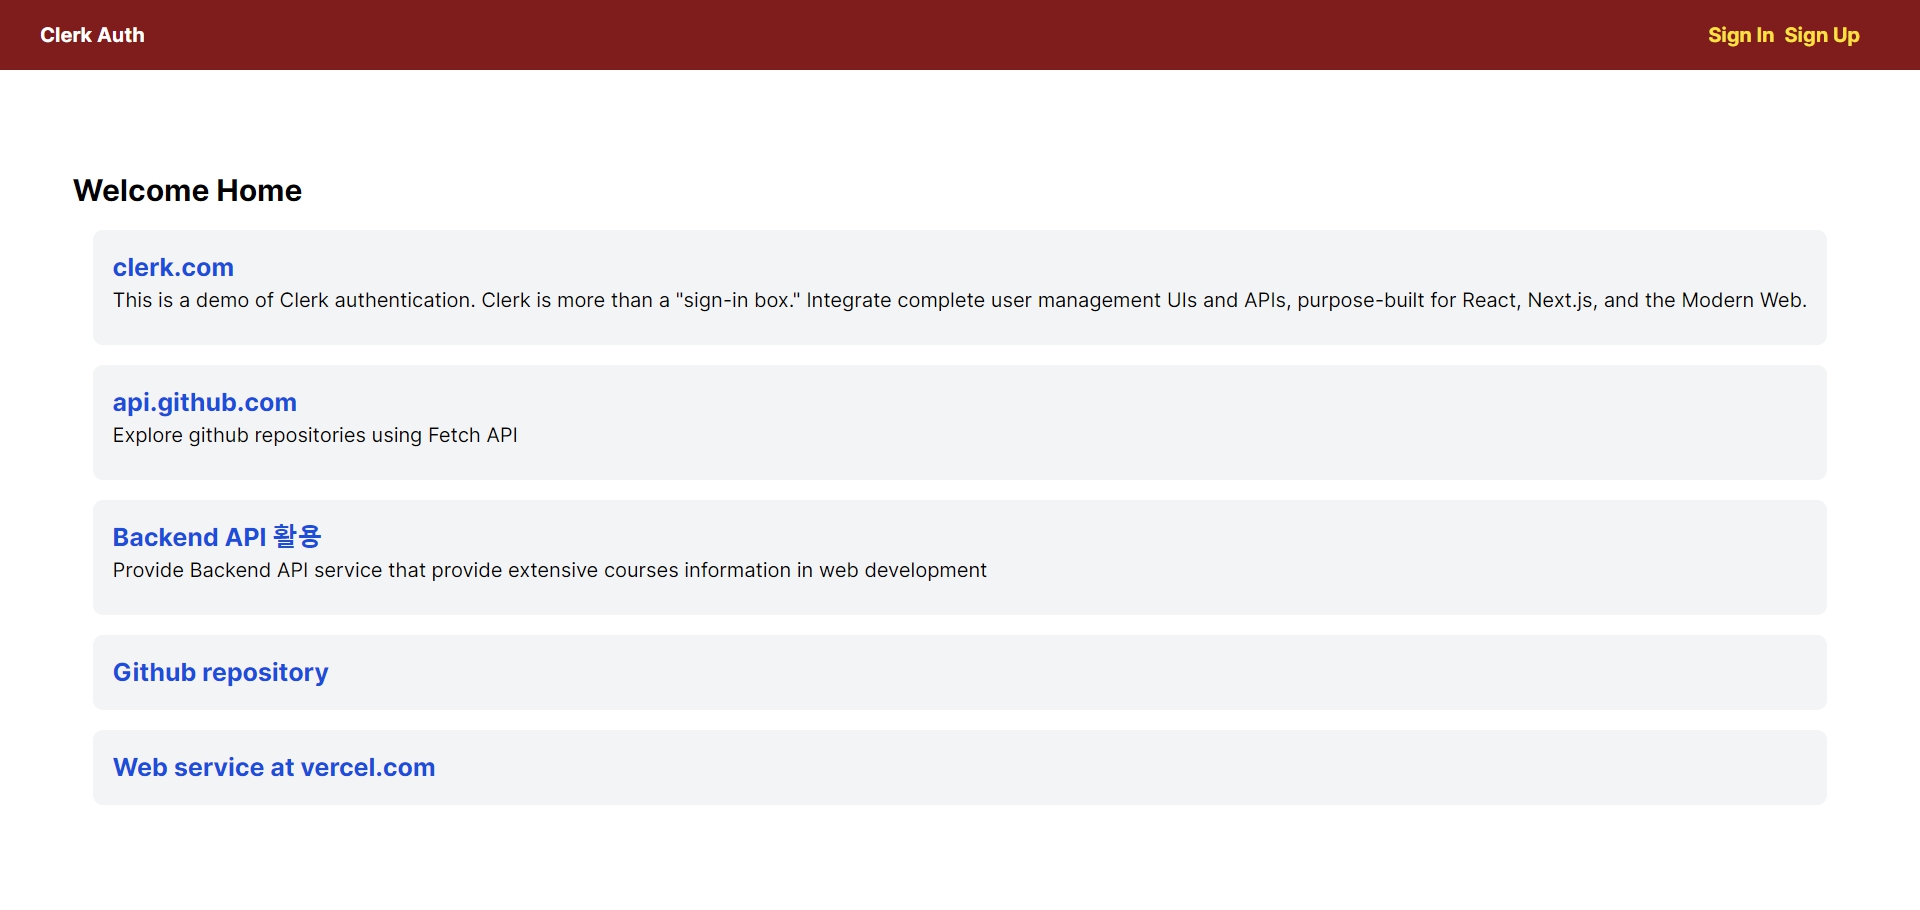 Clerk Auth
Sign In Sign Up
Welcome Home
clerk.com
This is a demo of Clerk authentication. Clerk is more than a "sign-in box." Integrate complete user management UIs and APIs, purpose-built for React, Next.js, and the Modern Web.
api.github.com
Explore github repositories using Fetch API
Backend API 활용
Provide Backend API service that provide extensive courses information in web development
Github repository
Web service at vercel.com